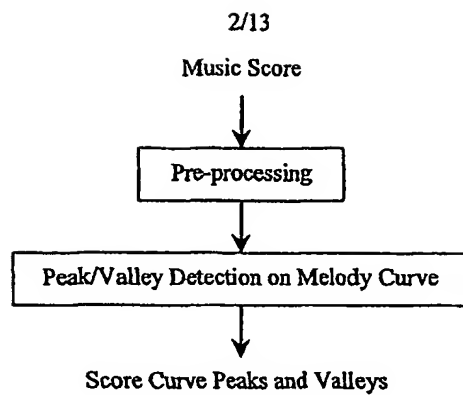 2/13
Music Score
Pre-processing
Peak/Valley Detection on Melody Curve
Score Curve Peaks and Valleys